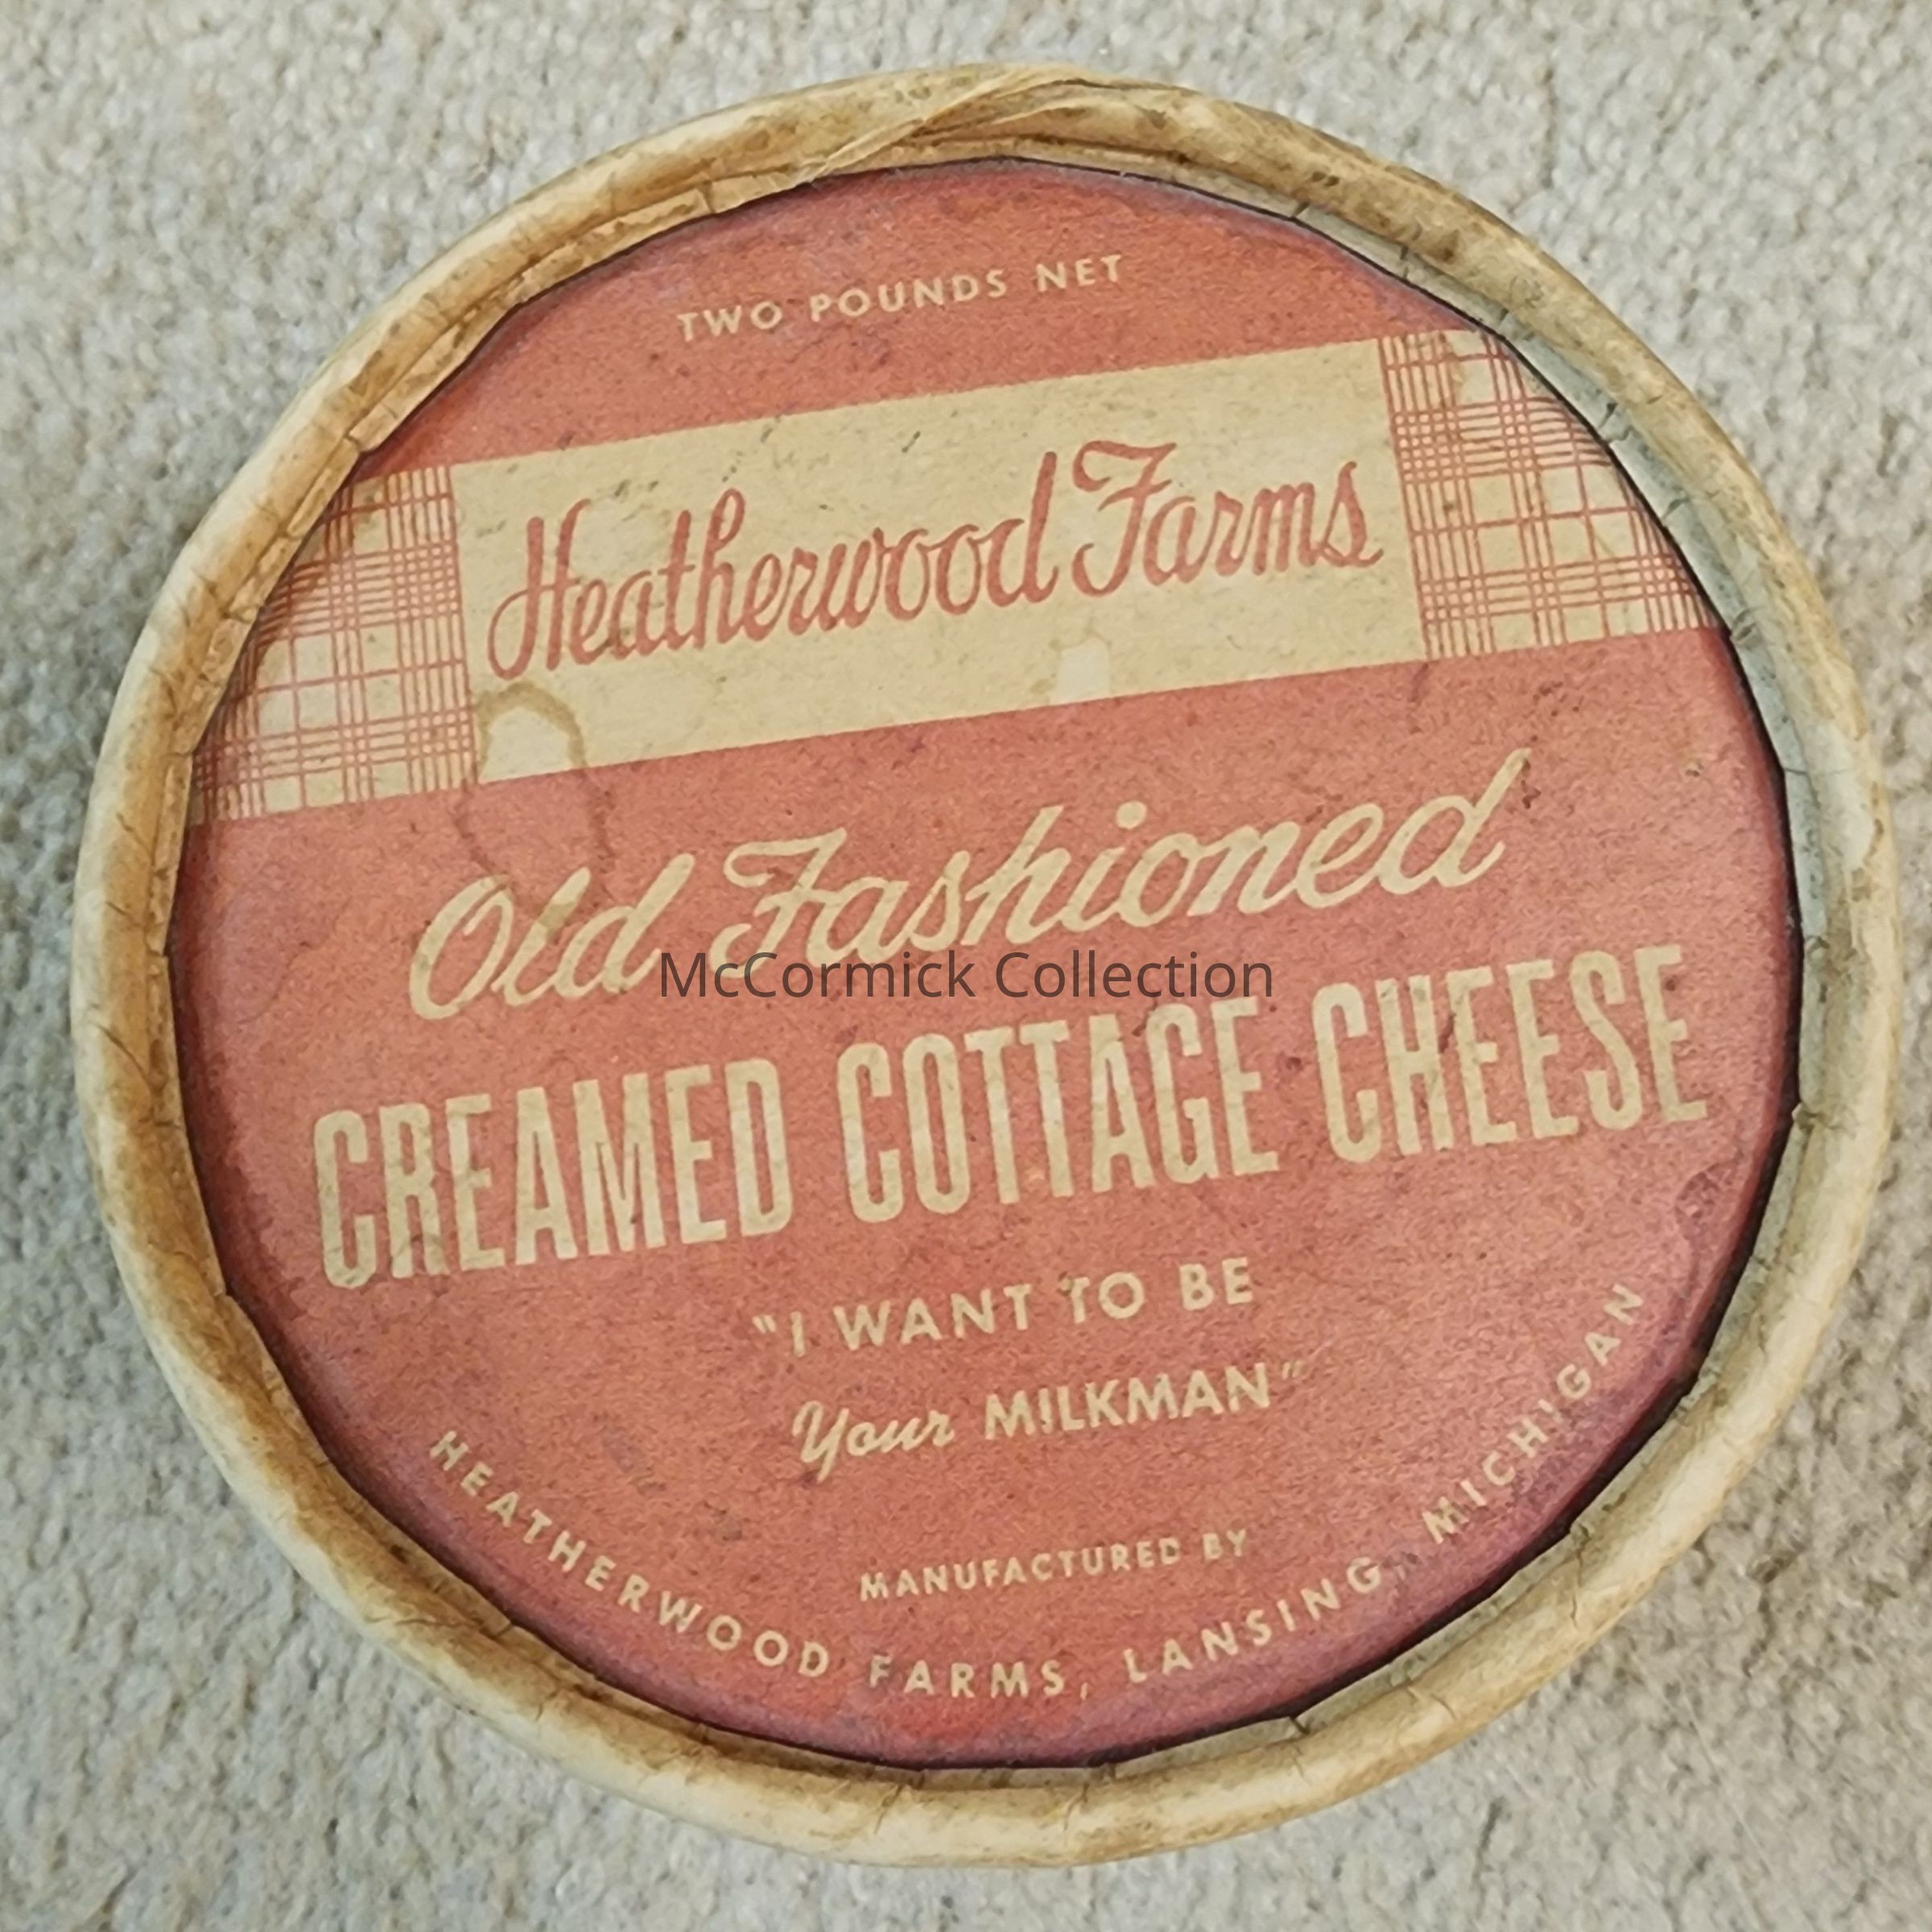 TWO POUNDS NET
Heatherwood Farms
Old Fashioned
McCormick Collection
CREAMED COTTAGE CHEESE
"I WANT TO BE
Your MILKMAN"
MANUFACTURED BY
HEATHERWOOD FARMS, LANSING, MICHIGAN